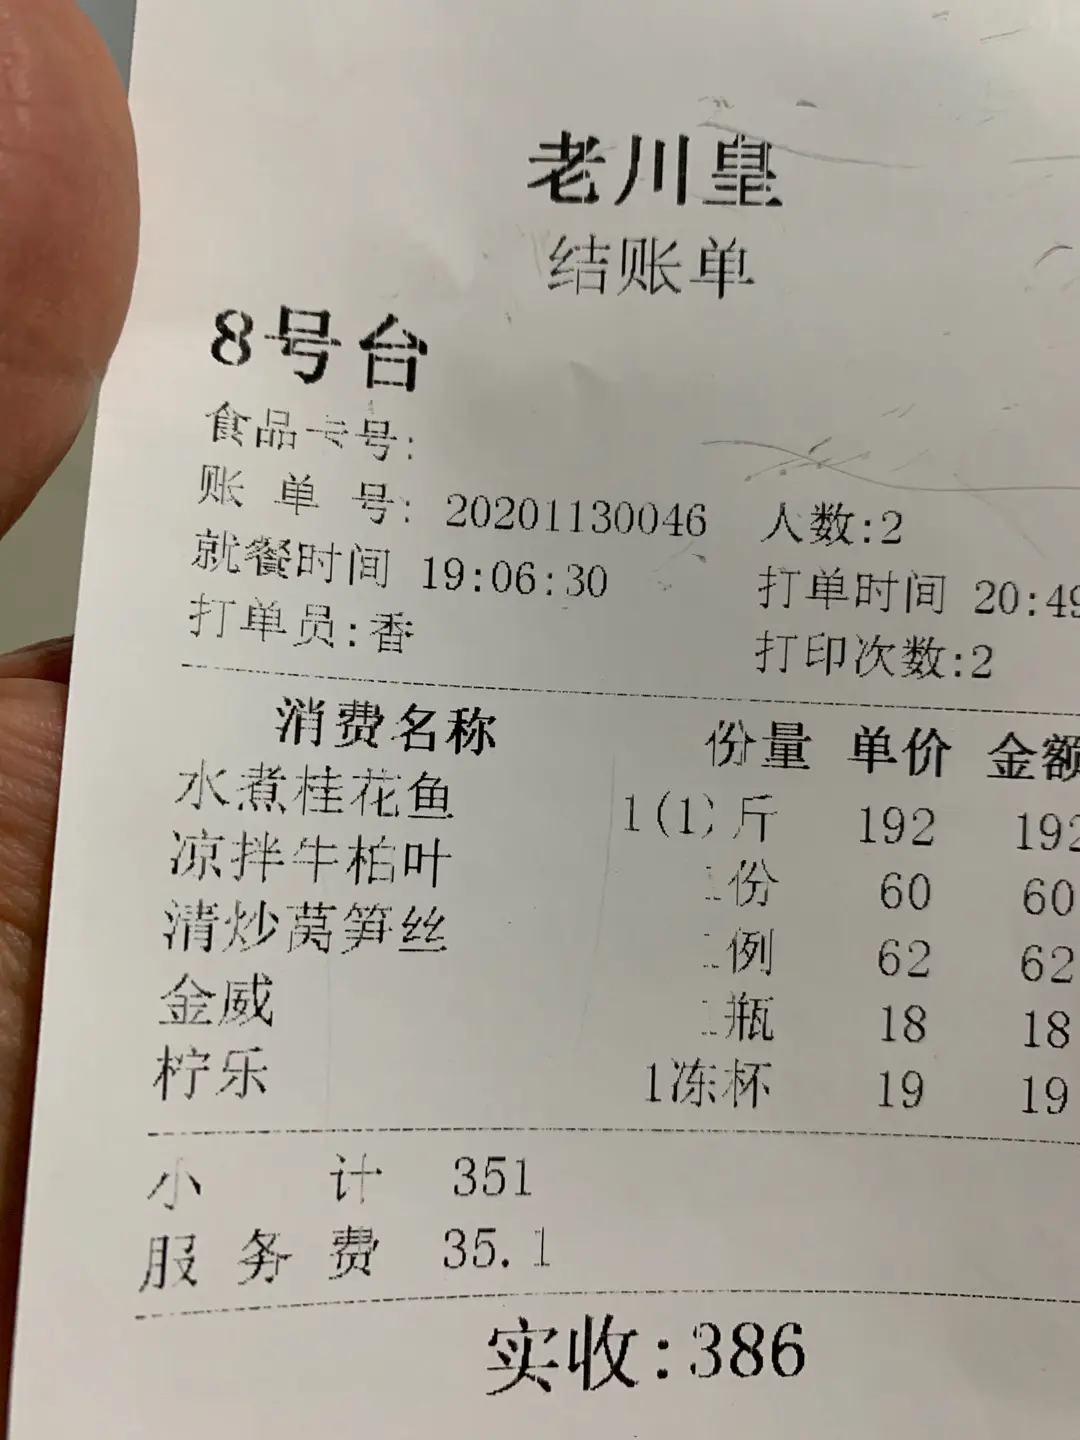 老川皇
结账单
8号台
食品卡号:
账单号: 20201130046 人数:2
就餐时间 19:06:30 打单时间 20:49
打单员:香 打印次数:2
消费名称 份量 单价 金额
水煮桂花鱼 1(1)斤 192 192
凉拌牛柏叶 1份 60 60
清炒莴笋丝 1例 62 62
金威 1瓶 18 18
柠乐 1冻杯 19 19
小计 351
服务费 35.1
实收:386